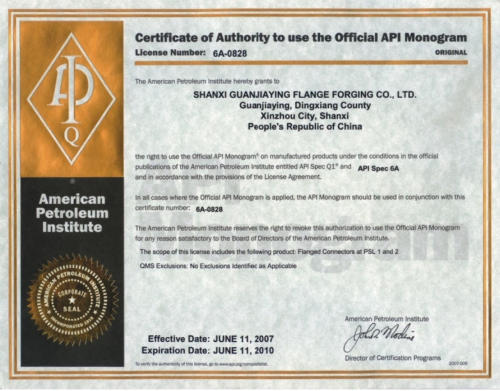 Certificate of Authority to use the Official API Monogram
License Number: 6A-0828 ORIGINAL
The American Petroleum Institute hereby grants to
SHANXI GUANJIAYING FLANGE FORGING CO., LTD.
Guanjiaying, Dingxiang County
Xinzhou City, Shanxi
People's Republic of China
the right to use the Official API Monogram® on manufactured products under the conditions in the official
publications of the American Petroleum Institute entitled API Spec Q1® and API Spec 6A
and in accordance with the provisions of the License Agreement.
In all cases where the Official API Monogram is applied, the API Monogram should be used in conjunction with this
certificate number: 6A-0828
The American Petroleum Institute reserves the right to revoke this authorization to use the Official API Monogram
for any reason satisfactory to the Board of Directors of the American Petroleum Institute.
The scope of this license includes the following product: Flanged Connectors at PSL 1 and 2
QMS Exclusions: No Exclusions Identified as Applicable
API
Q
American
Petroleum
Institute
AMERICAN PETROLEUM INSTITUTE
CORPORATE
SEAL
American Petroleum Institute
Effective Date: JUNE 11, 2007
Expiration Date: JUNE 11, 2010
Director of Certification Programs